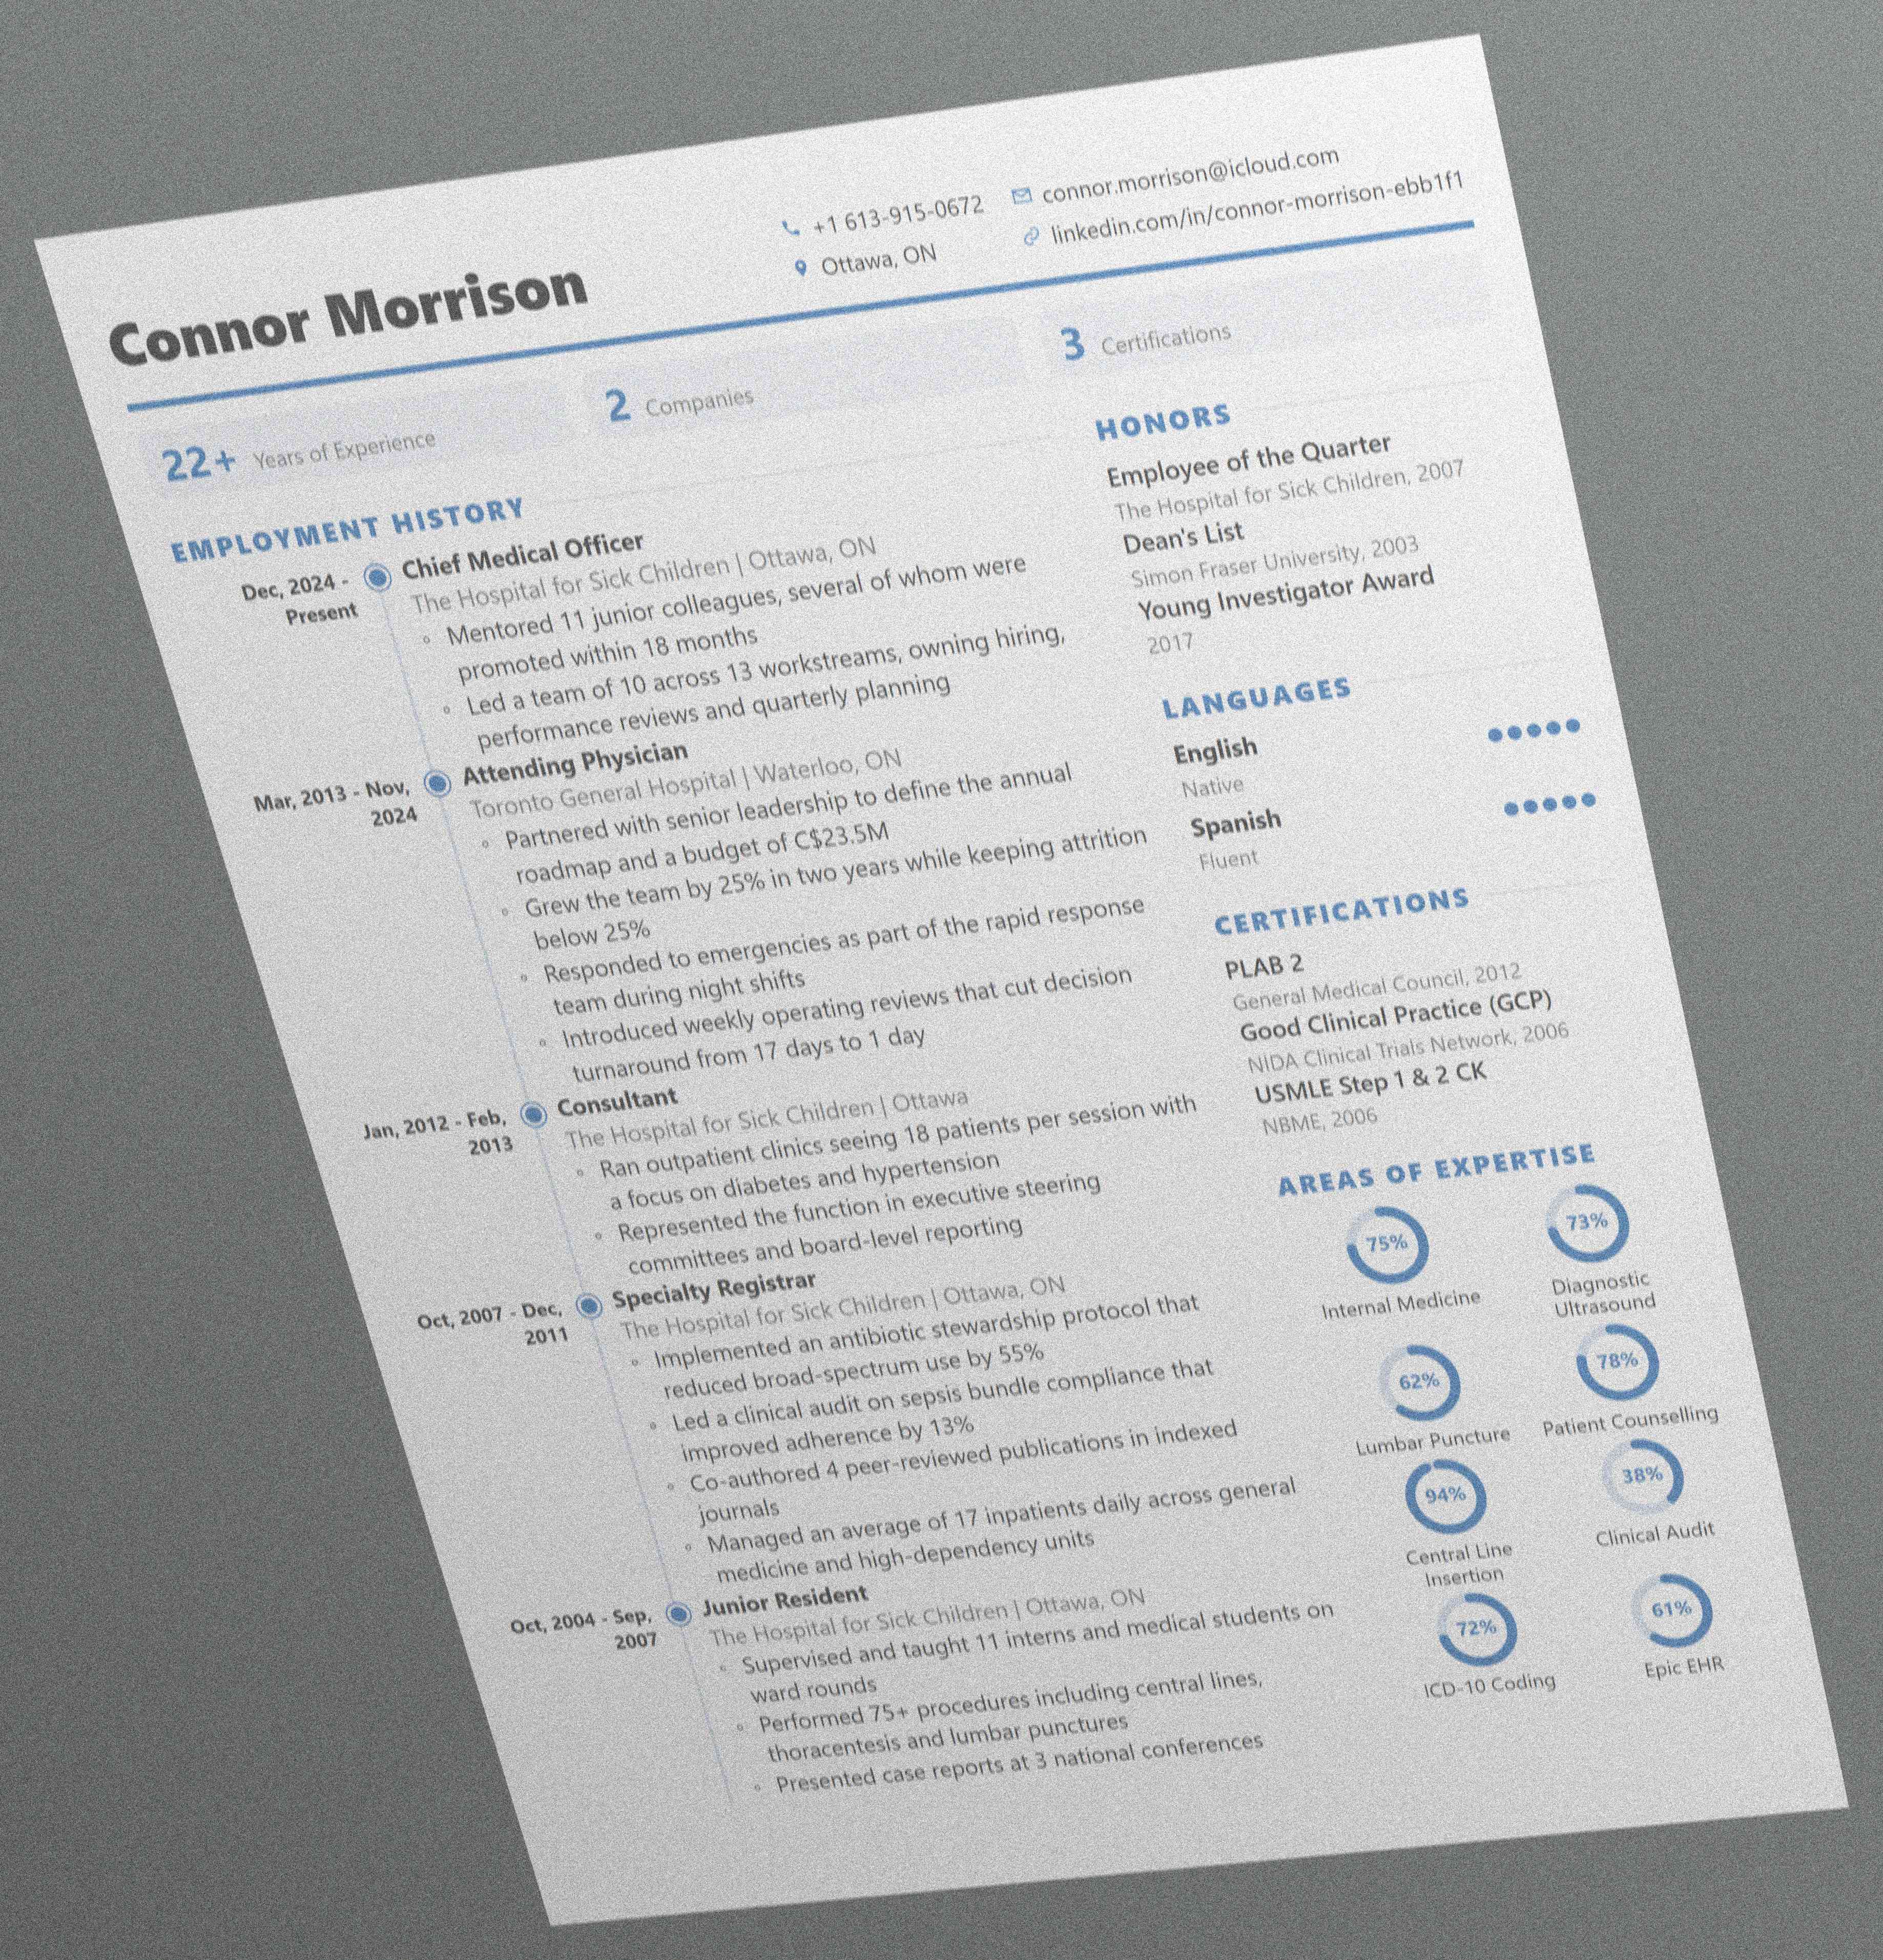 Connor Morrison
+1 613-915-0672
connor.morrison@icloud.com
Ottawa, ON
linkedin.com/in/connor-morrison-ebb1f1
22+ Years of Experience
2 Companies
3 Certifications
EMPLOYMENT HISTORY
Dec, 2024 -
Present
Chief Medical Officer
The Hospital for Sick Children | Ottawa, ON
◦ Mentored 11 junior colleagues, several of whom were
promoted within 18 months
◦ Led a team of 10 across 13 workstreams, owning hiring,
performance reviews and quarterly planning
Mar, 2013 - Nov,
2024
Attending Physician
Toronto General Hospital | Waterloo, ON
◦ Partnered with senior leadership to define the annual
roadmap and a budget of C$23.5M
◦ Grew the team by 25% in two years while keeping attrition
below 25%
◦ Responded to emergencies as part of the rapid response
team during night shifts
◦ Introduced weekly operating reviews that cut decision
turnaround from 17 days to 1 day
Jan, 2012 - Feb,
2013
Consultant
The Hospital for Sick Children | Ottawa
◦ Ran outpatient clinics seeing 18 patients per session with
a focus on diabetes and hypertension
◦ Represented the function in executive steering
committees and board-level reporting
Oct, 2007 - Dec,
2011
Specialty Registrar
The Hospital for Sick Children | Ottawa, ON
◦ Implemented an antibiotic stewardship protocol that
reduced broad-spectrum use by 55%
◦ Led a clinical audit on sepsis bundle compliance that
improved adherence by 13%
◦ Co-authored 4 peer-reviewed publications in indexed
journals
◦ Managed an average of 17 inpatients daily across general
medicine and high-dependency units
Oct, 2004 - Sep,
2007
Junior Resident
The Hospital for Sick Children | Ottawa, ON
◦ Supervised and taught 11 interns and medical students on
ward rounds
◦ Performed 75+ procedures including central lines,
thoracentesis and lumbar punctures
◦ Presented case reports at 3 national conferences
HONORS
Employee of the Quarter
The Hospital for Sick Children, 2007
Dean's List
Simon Fraser University, 2003
Young Investigator Award
2017
LANGUAGES
English
Native
Spanish
Fluent
CERTIFICATIONS
PLAB 2
General Medical Council, 2012
Good Clinical Practice (GCP)
NIDA Clinical Trials Network, 2006
USMLE Step 1 & 2 CK
NBME, 2006
AREAS OF EXPERTISE
75%
Internal Medicine
73%
Diagnostic
Ultrasound
62%
Lumbar Puncture
78%
Patient Counselling
94%
Central Line
Insertion
38%
Clinical Audit
72%
ICD-10 Coding
61%
Epic EHR